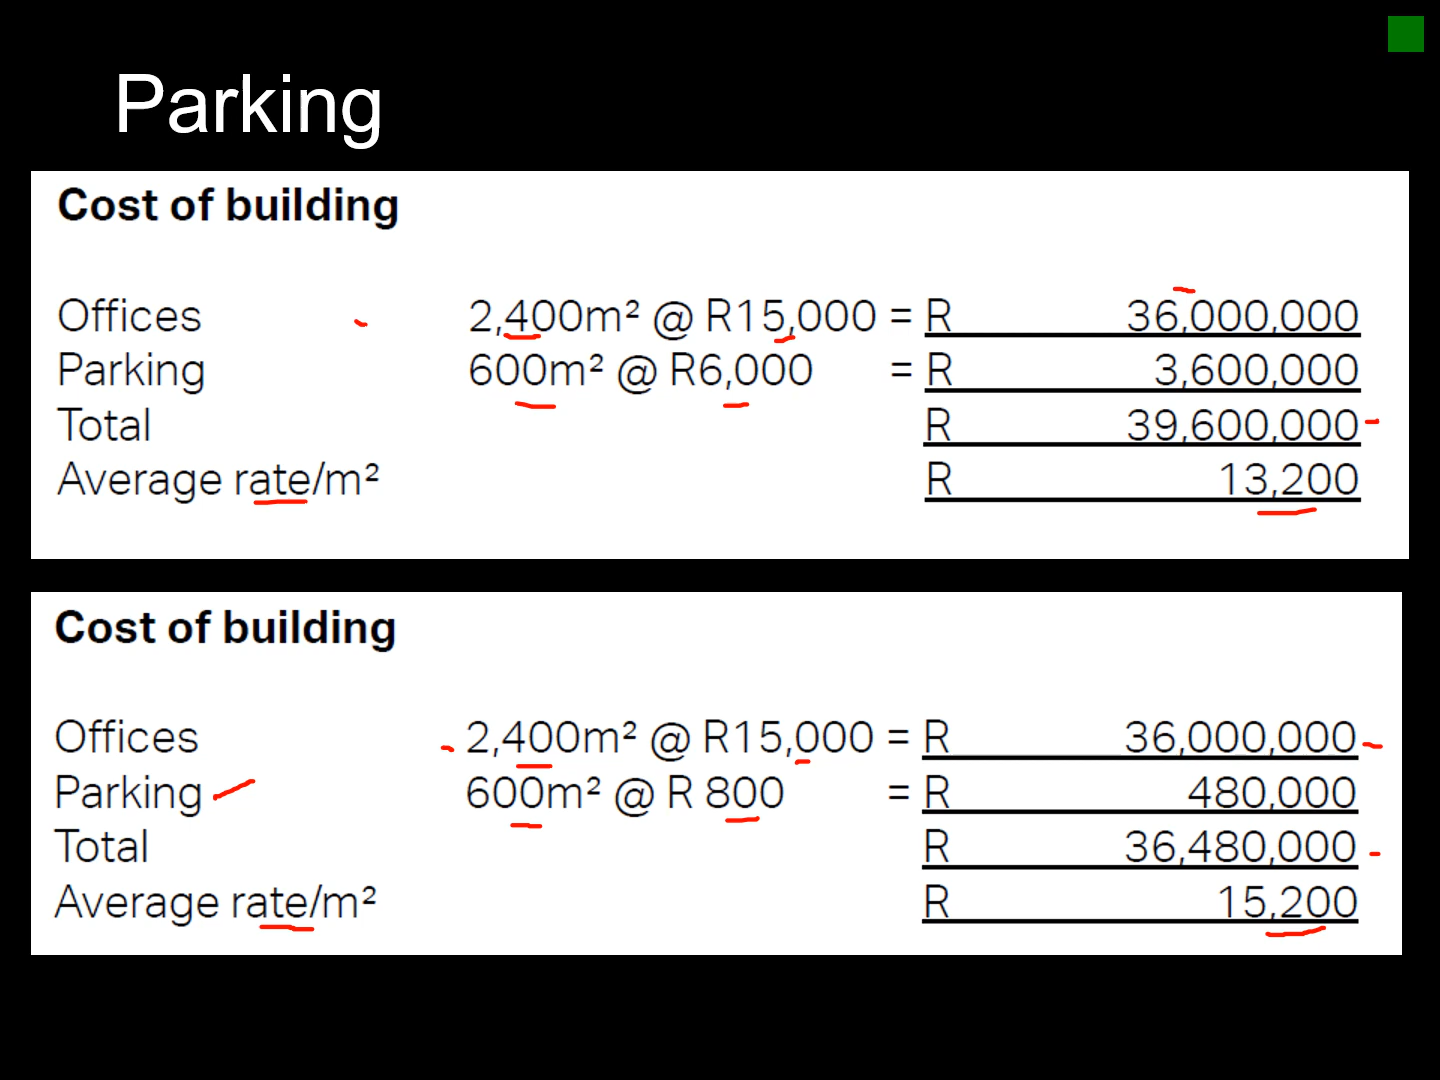 Parking
Cost of building
Offices 2,400m² @ R15,000 = R 36,000,000
Parking 600m² @ R6,000 = R 3,600,000
Total R 39,600,000
Average rate/m² R 13,200
Cost of building
Offices 2,400m² @ R15,000 = R 36,000,000
Parking 600m² @ R 800 = R 480,000
Total R 36,480,000
Average rate/m² R 15,200